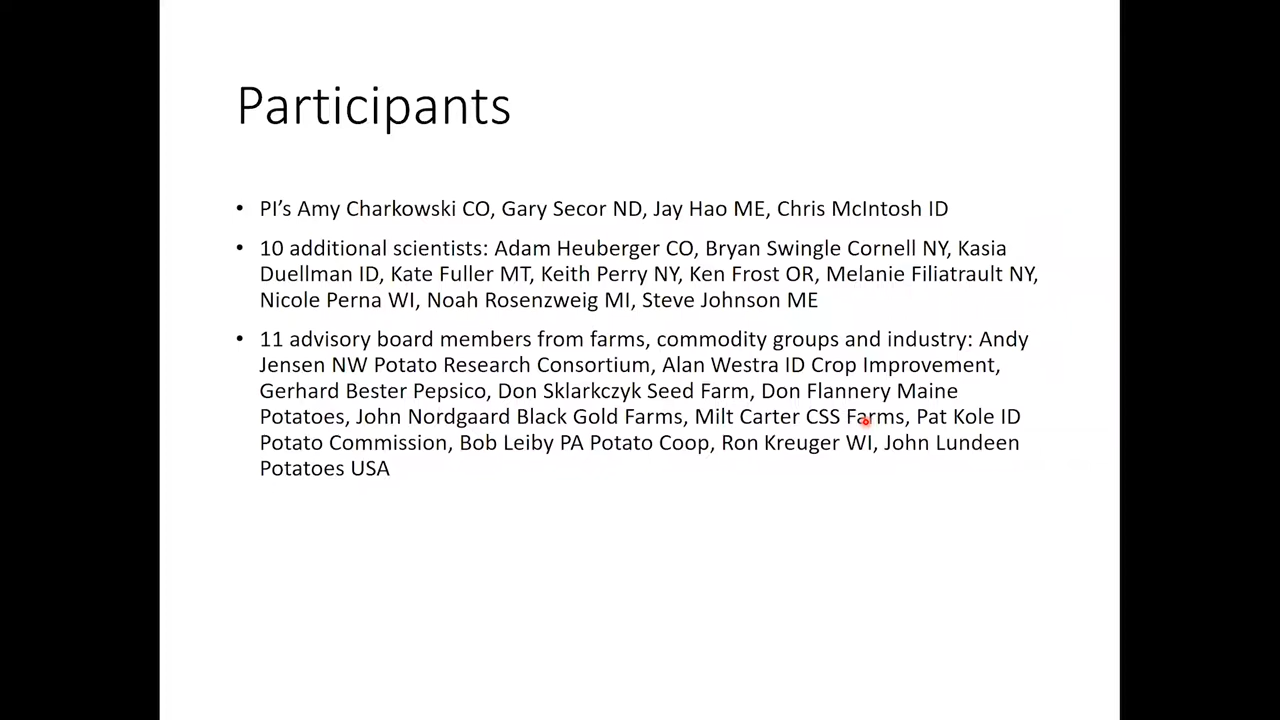 Participants
• PI’s Amy Charkowski CO, Gary Secor ND, Jay Hao ME, Chris McIntosh ID
• 10 additional scientists: Adam Heuberger CO, Bryan Swingle Cornell NY, Kasia
Duellman ID, Kate Fuller MT, Keith Perry NY, Ken Frost OR, Melanie Filiatrault NY,
Nicole Perna WI, Noah Rosenzweig MI, Steve Johnson ME
• 11 advisory board members from farms, commodity groups and industry: Andy
Jensen NW Potato Research Consortium, Alan Westra ID Crop Improvement,
Gerhard Bester Pepsico, Don Sklarkczyk Seed Farm, Don Flannery Maine
Potatoes, John Nordgaard Black Gold Farms, Milt Carter CSS Farms, Pat Kole ID
Potato Commission, Bob Leiby PA Potato Coop, Ron Kreuger WI, John Lundeen
Potatoes USA